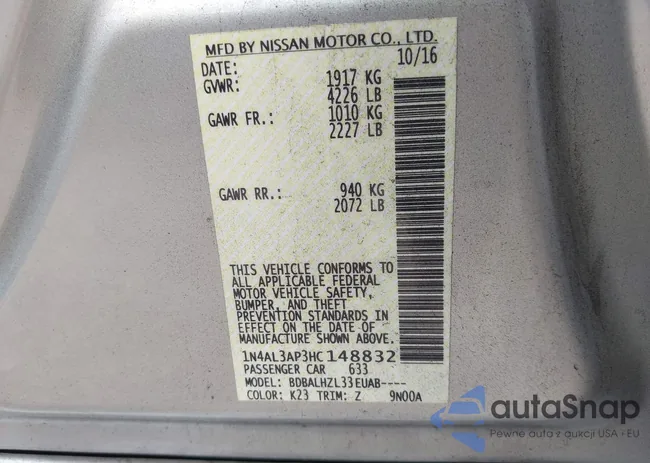 MFD BY NISSAN MOTOR CO., LTD.
DATE: 10/16
GVWR: 1917 KG
4226 LB
GAWR FR.: 1010 KG
2227 LB
GAWR RR.: 940 KG
2072 LB
THIS VEHICLE CONFORMS TO
ALL APPLICABLE FEDERAL
MOTOR VEHICLE SAFETY,
BUMPER, AND THEFT
PREVENTION STANDARDS IN
EFFECT ON THE DATE OF
MANUFACTURE SHOWN ABOVE.
1N4AL3AP3HC148832
PASSENGER CAR 633
MODEL: BDBALHZL33EUAB----
COLOR: K23 TRIM: Z 9N00A
autaSnap
Pewne auta z aukcji USA i EU